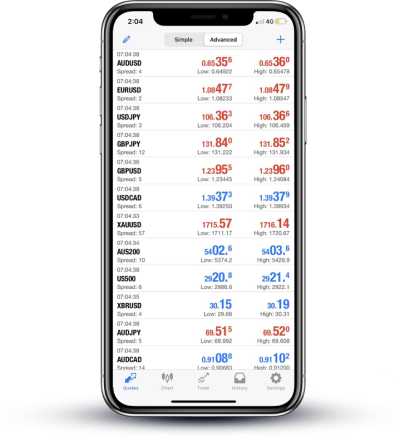 2:04 4G
Simple Advanced +
07:04:38
AUDUSD 0.65356 0.65360
Spread: 4 Low: 0.64922 High: 0.65478
07:04:38
EURUSD 1.08477 1.08479
Spread: 2 Low: 1.08233 High: 1.08547
07:04:38
USDJPY 106.363 106.366
Spread: 3 Low: 106.204 High: 106.459
07:04:38
GBPJPY 131.840 131.852
Spread: 12 Low: 131.222 High: 131.934
07:04:36
GBPUSD 1.23955 1.23960
Spread: 5 Low: 1.23445 High: 1.24084
07:04:38
USDCAD 1.39373 1.39379
Spread: 6 Low: 1.39250 High: 1.39934
07:04:33
XAUUSD 1715.57 1716.14
Spread: 57 Low: 1711.17 High: 1720.67
07:04:34
AUS200 5402.6 5403.6
Spread: 10 Low: 5374.2 High: 5429.9
07:04:38
US500 2920.8 2921.4
Spread: 6 Low: 2886.6 High: 2922.1
07:04:35
XBRUSD 30.15 30.19
Spread: 4 Low: 29.66 High: 30.31
07:04:38
AUDJPY 69.515 69.520
Spread: 5 Low: 68.992 High: 69.608
07:04:38
AUDCAD 0.91088 0.91102
Spread: 14 Low: 0.90683 High: 0.91200
Quotes Chart Trade History Settings